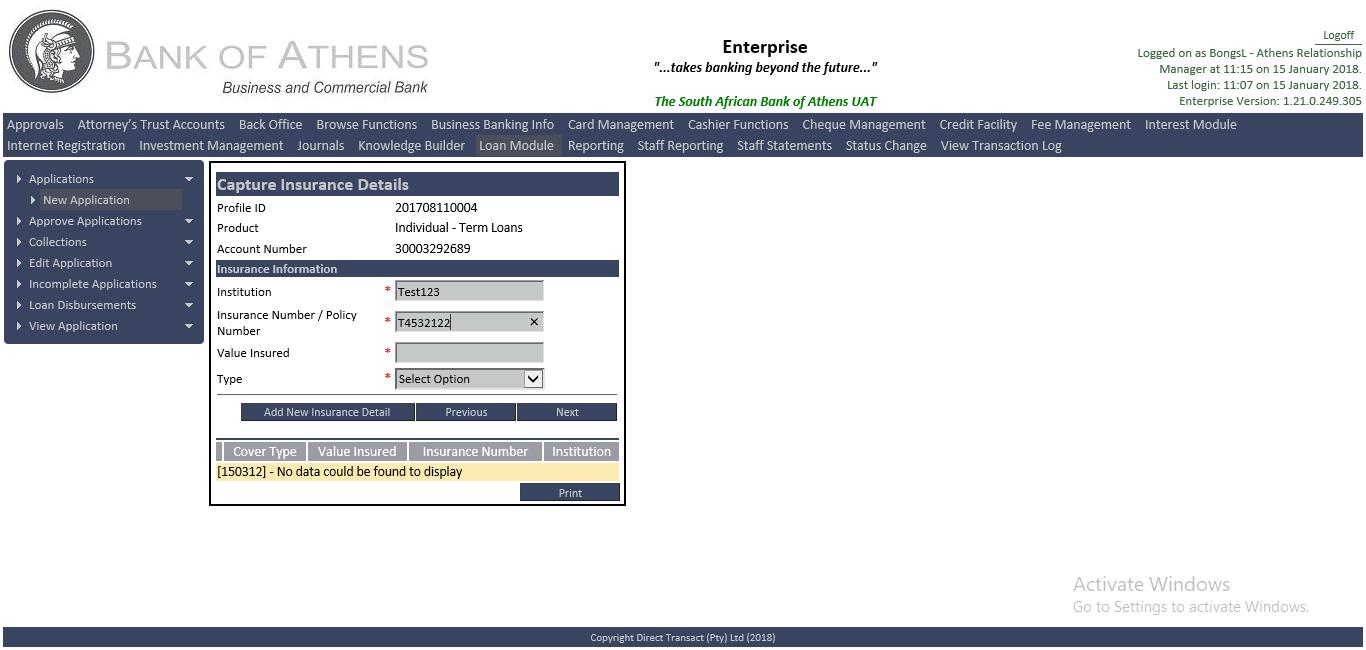 BANK OF ATHENS
Business and Commercial Bank
Enterprise
"...takes banking beyond the future..."
The South African Bank of Athens UAT
Logoff
Logged on as BongsL - Athens Relationship
Manager at 11:15 on 15 January 2018.
Last login: 11:07 on 15 January 2018.
Enterprise Version: 1.21.0.249.305
Approvals Attorney's Trust Accounts Back Office Browse Functions Business Banking Info Card Management Cashier Functions Cheque Management Credit Facility Fee Management Interest Module
Internet Registration Investment Management Journals Knowledge Builder Loan Module Reporting Staff Reporting Staff Statements Status Change View Transaction Log
Applications
New Application
Approve Applications
Collections
Edit Application
Incomplete Applications
Loan Disbursements
View Application
Capture Insurance Details
Profile ID 201708110004
Product Individual - Term Loans
Account Number 30003292689
Insurance Information
Institution * Test123
Insurance Number / Policy
Number * T4532122 ×
Value Insured *
Type * Select Option
Add New Insurance Detail Previous Next
Cover Type Value Insured Insurance Number Institution
[150312] - No data could be found to display
Print
Activate Windows
Go to Settings to activate Windows.
Copyright Direct Transact (Pty) Ltd (2018)